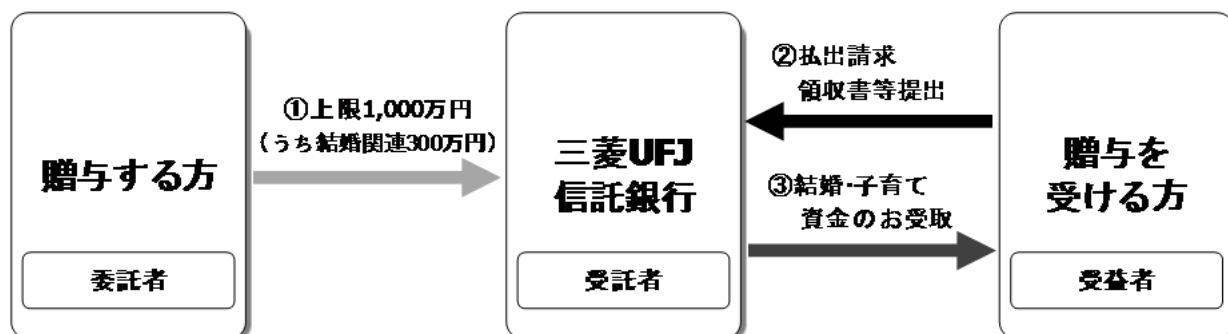 贈与する方
委託者
①上限1,000万円
（うち結婚関連300万円）
三菱UFJ
信託銀行
受託者
②払出請求
領収書等提出
③結婚・子育て
資金のお受取
贈与を
受ける方
受益者